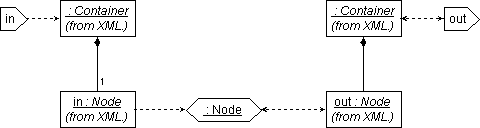 in
: Container
(from XML.)
: Container
(from XML.)
out
1
in : Node
(from XML.)
: Node
out : Node
(from XML.)